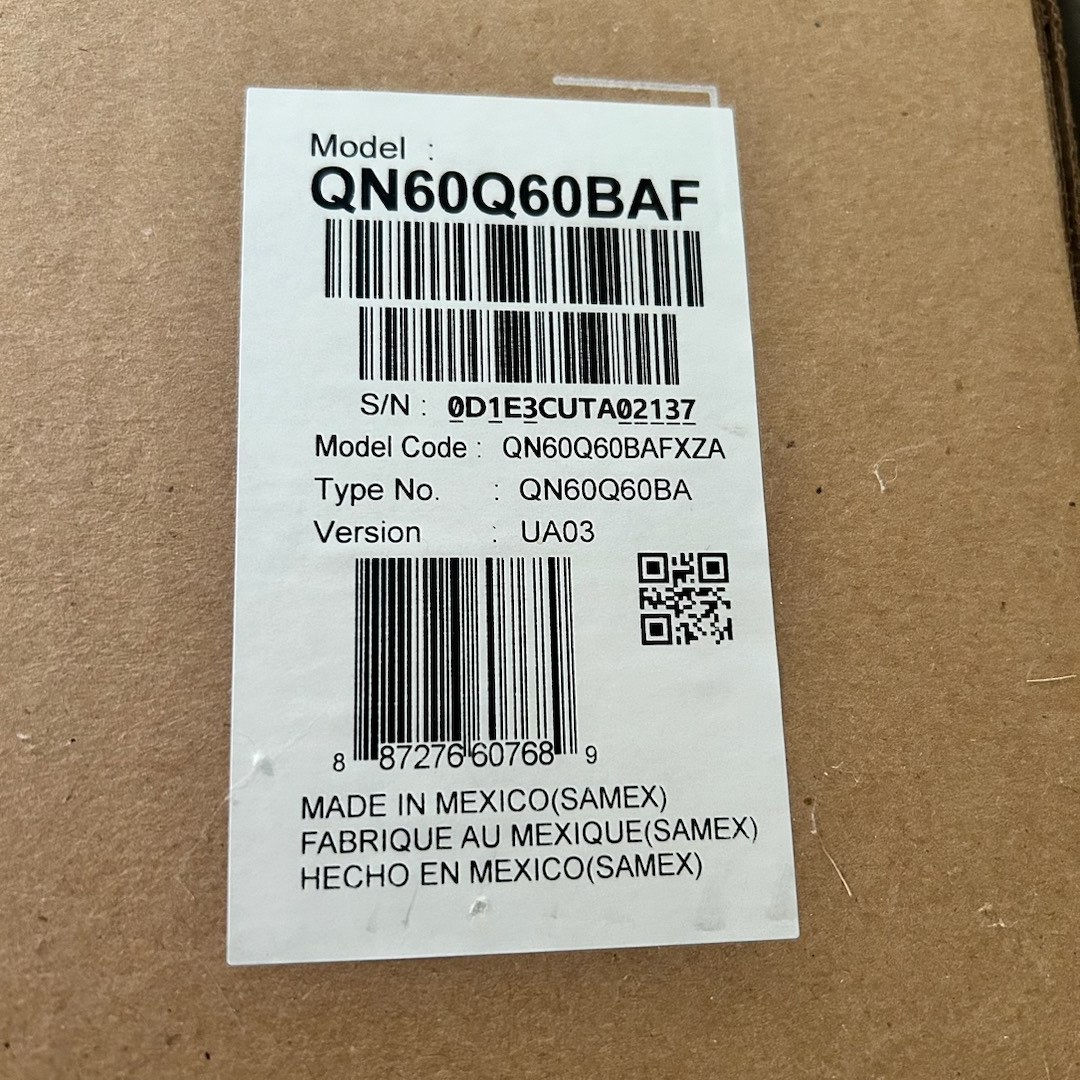 Model :
QN60Q60BAF
S/N : 0D1E3CUTA02137
Model Code : QN60Q60BAFXZA
Type No. : QN60Q60BA
Version : UA03
8 87276 60768 9
MADE IN MEXICO(SAMEX)
FABRIQUE AU MEXIQUE(SAMEX)
HECHO EN MEXICO(SAMEX)